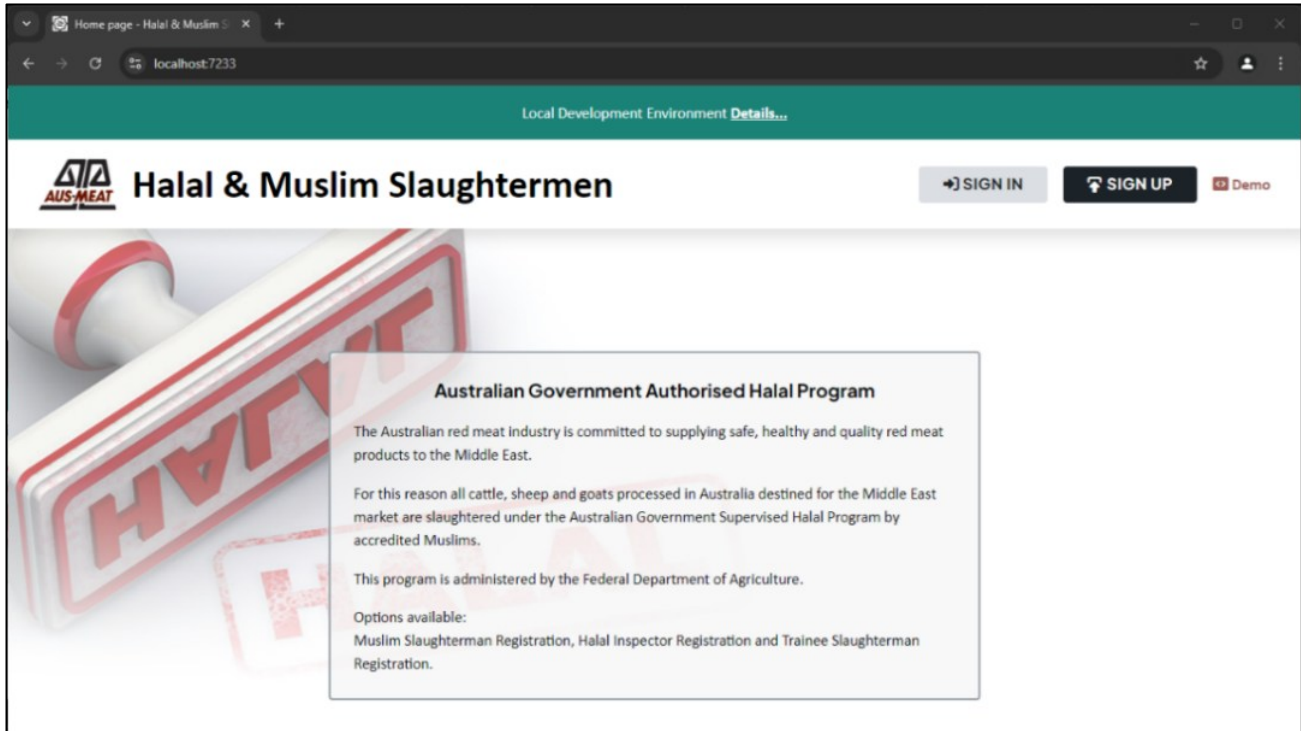 Home page - Halal & Muslim S
localhost:7233
Local Development Environment Details...
AUS-MEAT
Halal & Muslim Slaughtermen
SIGN IN
SIGN UP
Demo
HALAL
HALAL
Australian Government Authorised Halal Program
The Australian red meat industry is committed to supplying safe, healthy and quality red meat
products to the Middle East.
For this reason all cattle, sheep and goats processed in Australia destined for the Middle East
market are slaughtered under the Australian Government Supervised Halal Program by
accredited Muslims.
This program is administered by the Federal Department of Agriculture.
Options available:
Muslim Slaughterman Registration, Halal Inspector Registration and Trainee Slaughterman
Registration.